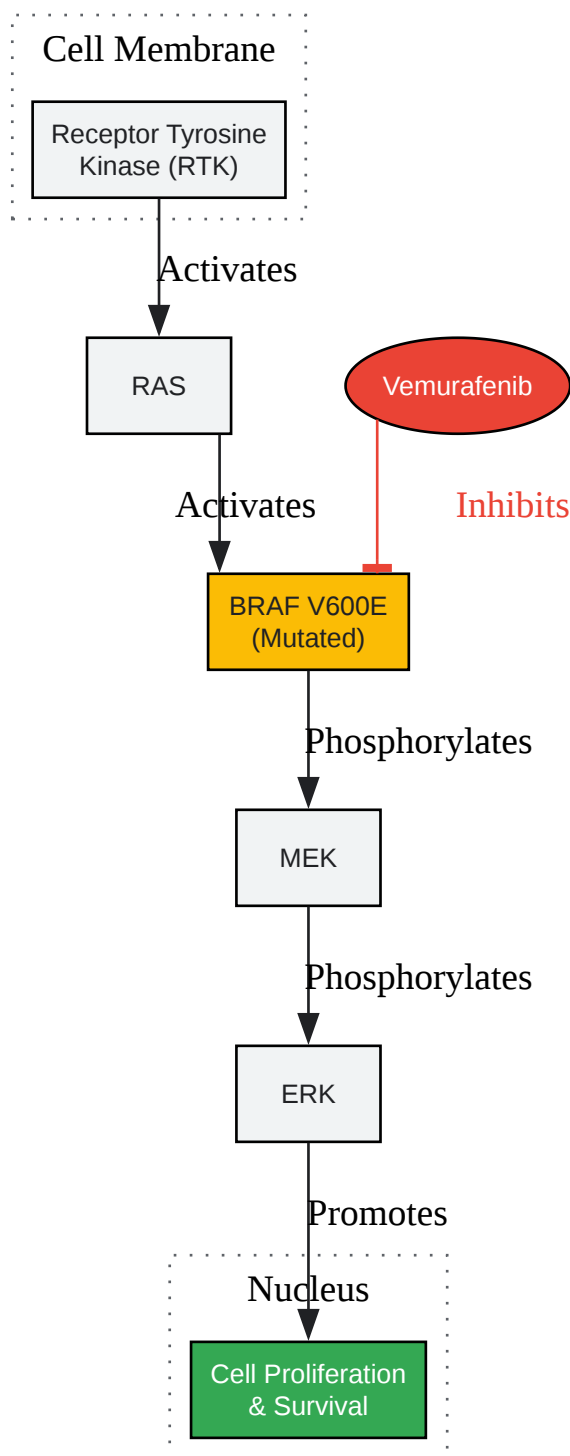 Cell Membrane
Receptor Tyrosine
Kinase (RTK)
Activates
RAS
Vemurafenib
Activates
Inhibits
BRAF V600E
(Mutated)
Phosphorylates
MEK
Phosphorylates
ERK
Promotes
Nucleus
Cell Proliferation
& Survival